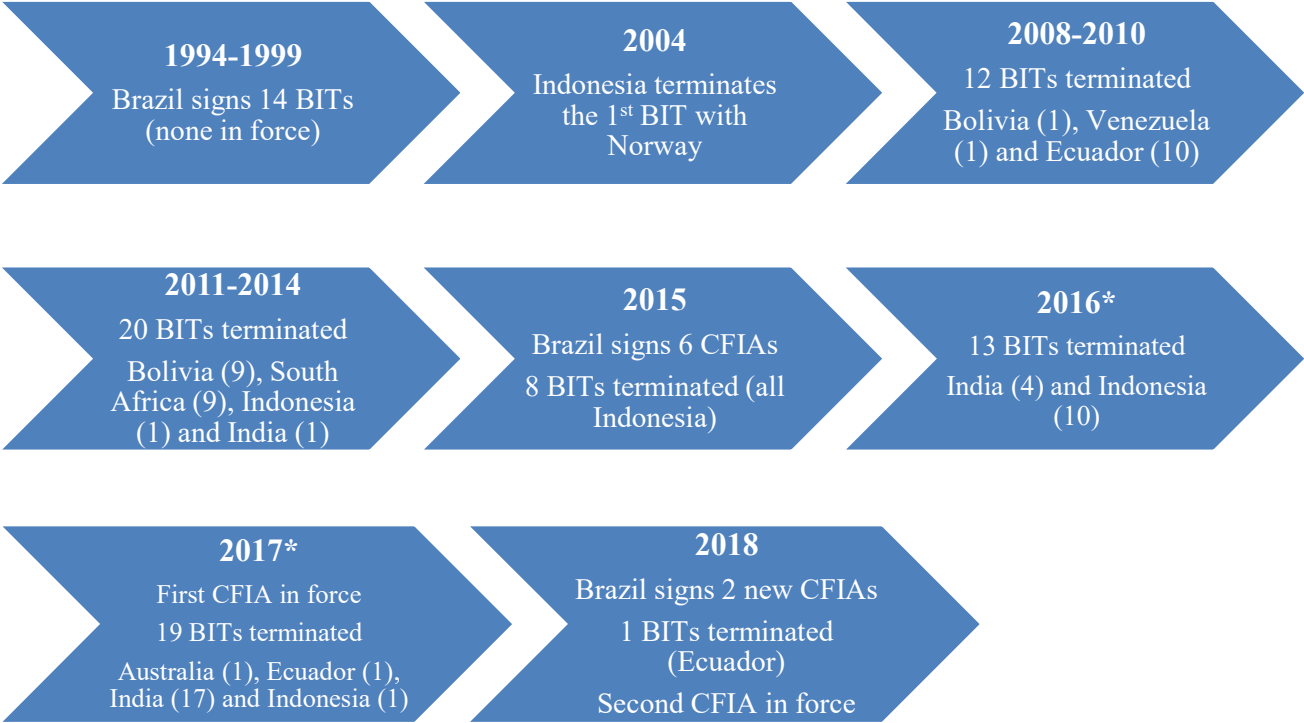 1994-1999
Brazil signs 14 BITs
(none in force)
2004
Indonesia terminates
the 1st BIT with
Norway
2008-2010
12 BITs terminated
Bolivia (1), Venezuela
(1) and Ecuador (10)
2011-2014
20 BITs terminated
Bolivia (9), South
Africa (9), Indonesia
(1) and India (1)
2015
Brazil signs 6 CFIAs
8 BITs terminated (all
Indonesia)
2016*
13 BITs terminated
India (4) and Indonesia
(10)
2017*
First CFIA in force
19 BITs terminated
Australia (1), Ecuador (1),
India (17) and Indonesia (1)
2018
Brazil signs 2 new CFIAs
1 BITs terminated
(Ecuador)
Second CFIA in force